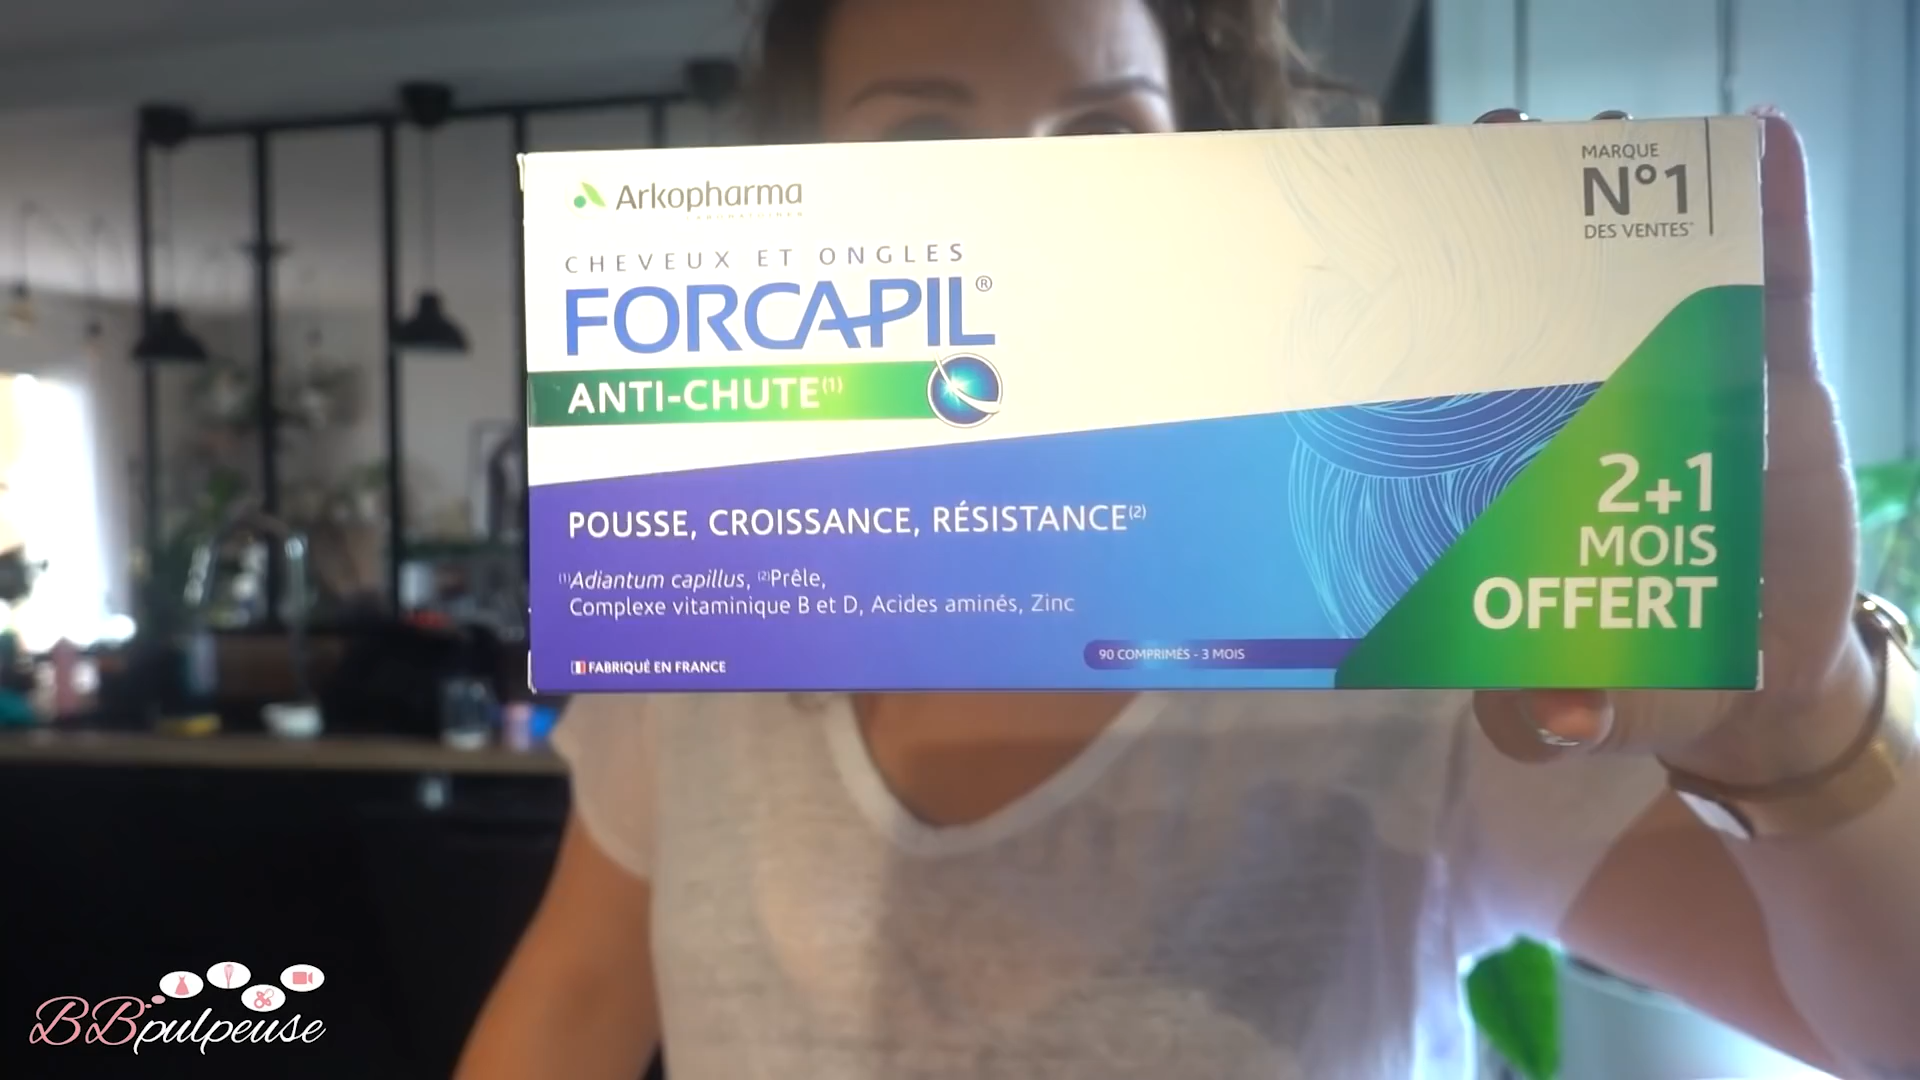 Arkopharma
LABORATOIRES
MARQUE
N°1
DES VENTES*
CHEVEUX ET ONGLES
FORCAPIL®
ANTI-CHUTE(1)
POUSSE, CROISSANCE, RÉSISTANCE(2)
(1)Adiantum capillus, (2)Prêle,
Complexe vitaminique B et D, Acides aminés, Zinc
2+1
MOIS
OFFERT
90 COMPRIMÉS - 3 MOIS
FABRIQUÉ EN FRANCE
BBpulpeuse